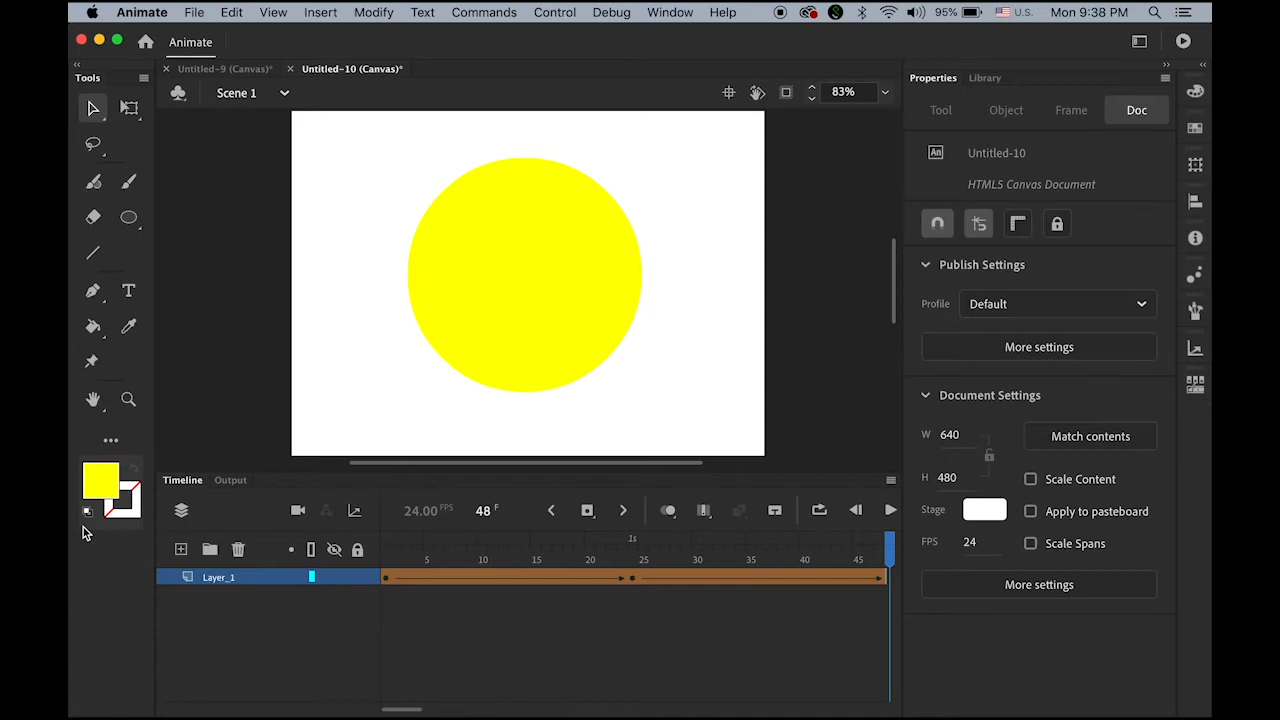 Animate File Edit View Insert Modify Text Commands Control Debug Window Help 95% U.S. Mon 9:38 PM
Animate
Tools
Untitled-9 (Canvas)* Untitled-10 (Canvas)*
Scene 1 83%
Properties Library
Tool Object Frame Doc
An Untitled-10
HTML5 Canvas Document
Publish Settings
Profile Default
More settings
Document Settings
W 640 Match contents
H 480 Scale Content
Stage Apply to pasteboard
FPS 24 Scale Spans
More settings
T
Timeline Output
24.00 FPS 48 F
1s
5 10 15 20 25 30 35 40 45
Layer_1